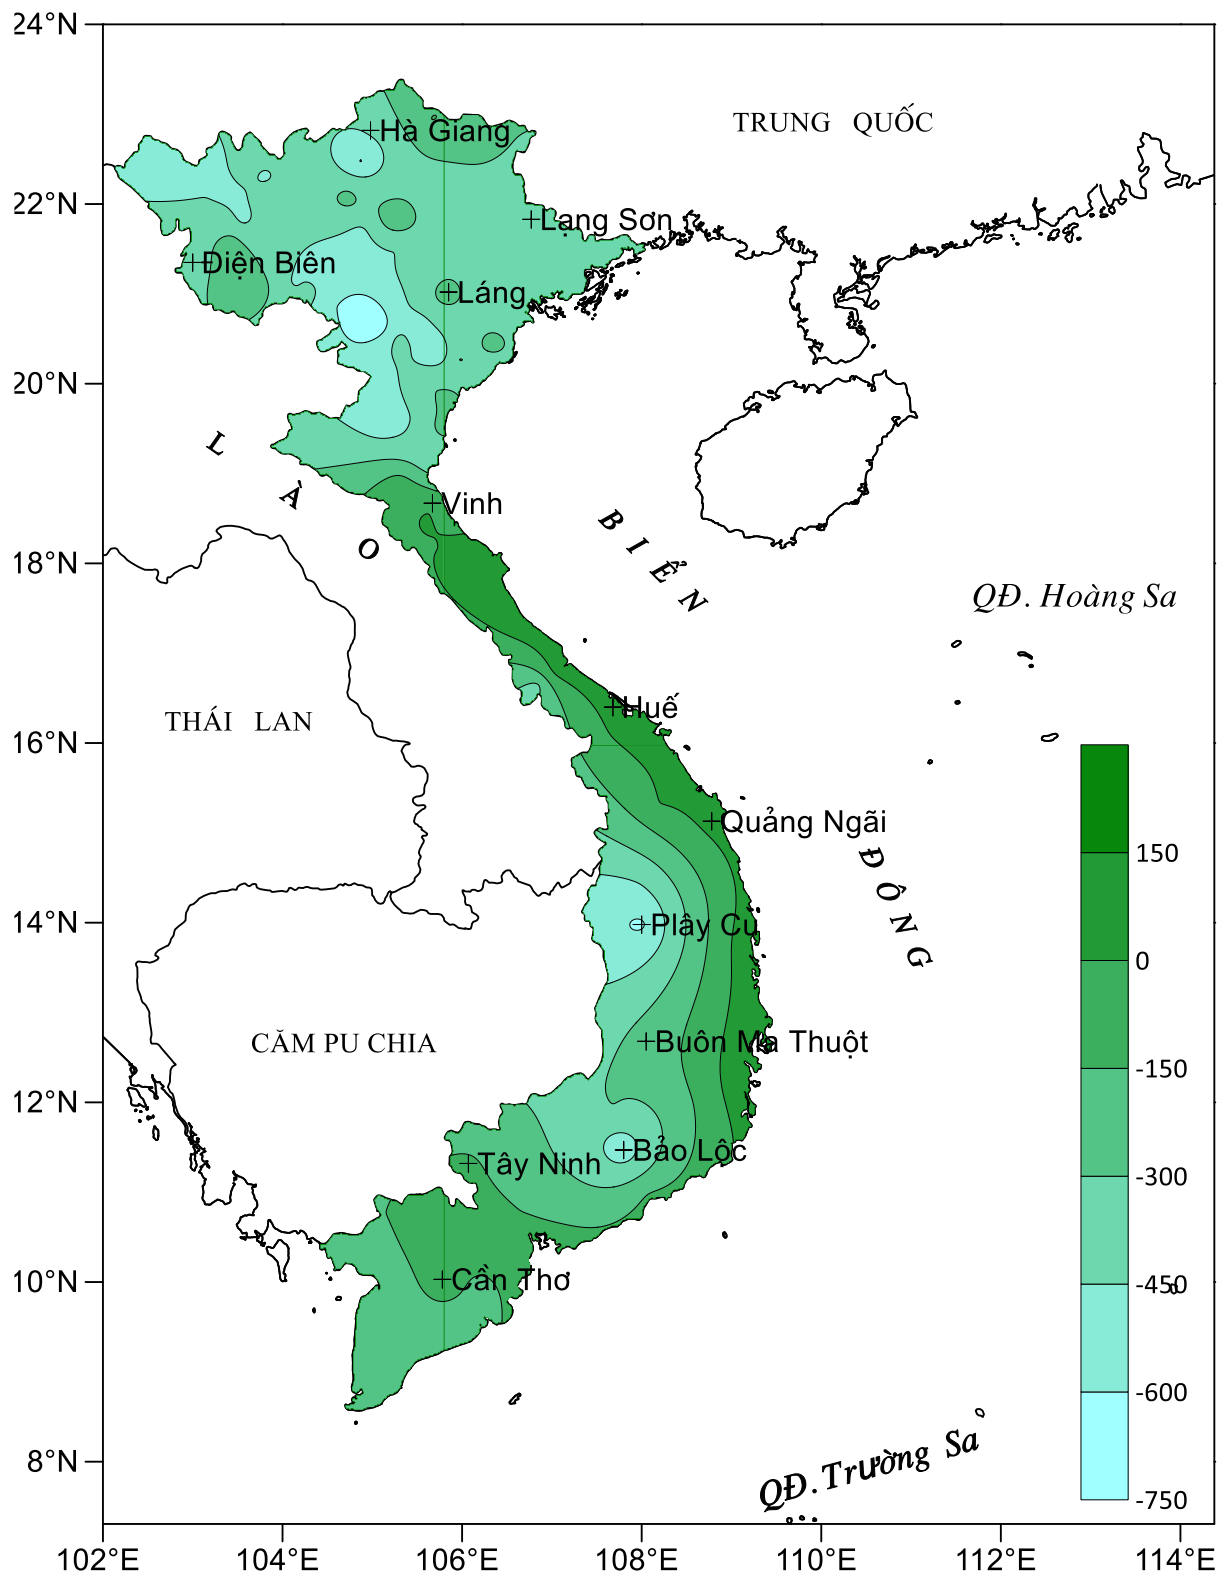 24°N
TRUNG QUỐC
Hà Giang
22°N
Lạng Sơn
Điện Biên
Láng
20°N
L
À
O
Vinh
BIỂN
18°N
QĐ. Hoàng Sa
THÁI LAN
Huế
16°N
Quảng Ngãi
ĐÔNG
150
14°N
Plây Cu
0
CĂM PU CHIA
Buôn Ma Thuột
-150
12°N
Bảo Lộc
Tây Ninh
-300
10°N
Cần Thơ
-450
-600
8°N
QĐ. Trường Sa
-750
102°E 104°E 106°E 108°E 110°E 112°E 114°E